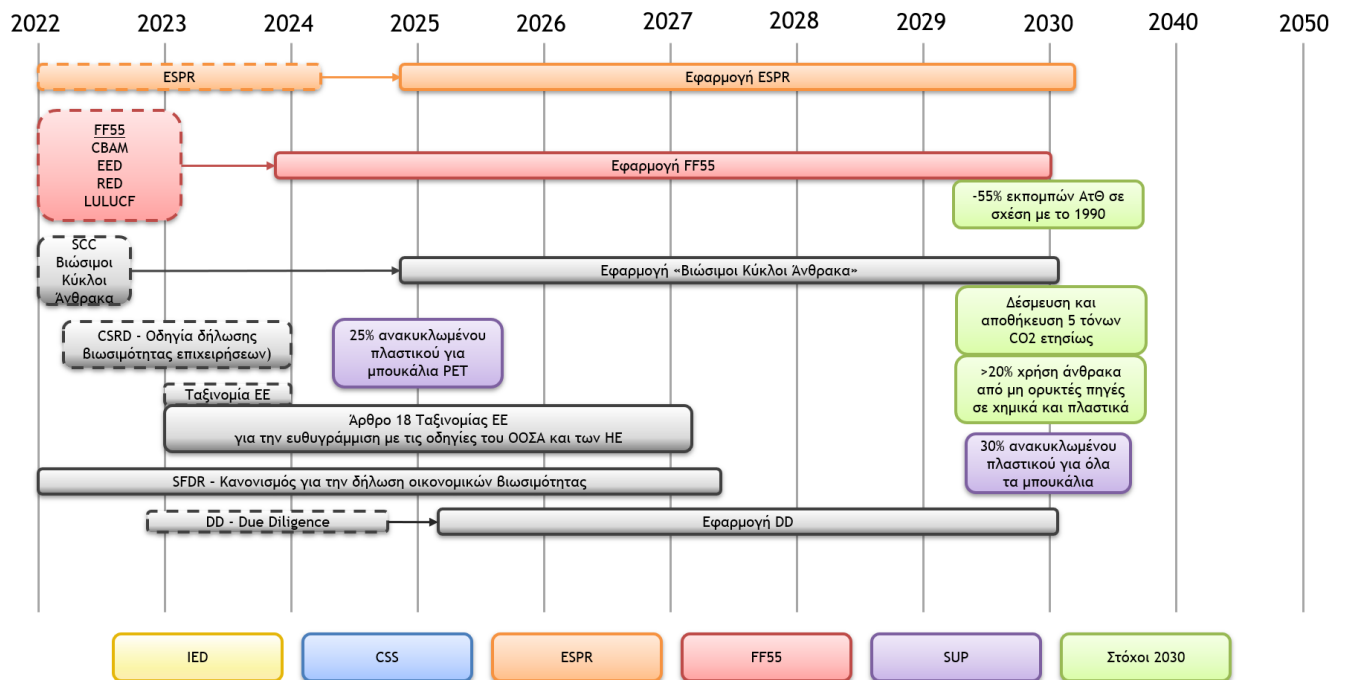 2022 2023 2024 2025 2026 2027 2028 2029 2030 2040 2050
ESPR
Εφαρμογή ESPR
FF55
CBAM
EED
RED
LULUCF
Εφαρμογή FF55
-55% εκπομπών ΑτΘ σε
σχέση με το 1990
SCC
Βιώσιμοι
Κύκλοι
Άνθρακα
Εφαρμογή «Βιώσιμοι Κύκλοι Άνθρακα»
Δέσμευση και
αποθήκευση 5 τόνων
CO2 ετησίως
CSRD - Οδηγία δήλωσης
βιωσιμότητας επιχειρήσεων)
25% ανακυκλωμένου
πλαστικού για
μπουκάλια PET
>20% χρήση άνθρακα
από μη ορυκτές πηγές
σε χημικά και πλαστικά
Ταξινομία ΕΕ
Άρθρο 18 Ταξινομίας ΕΕ
για την ευθυγράμμιση με τις οδηγίες του ΟΟΣΑ και των ΗΕ
30% ανακυκλωμένου
πλαστικού για όλα
τα μπουκάλια
SFDR - Κανονισμός για την δήλωση οικονομικών βιωσιμότητας
DD - Due Diligence
Εφαρμογή DD
IED
CSS
ESPR
FF55
SUP
Στόχοι 2030